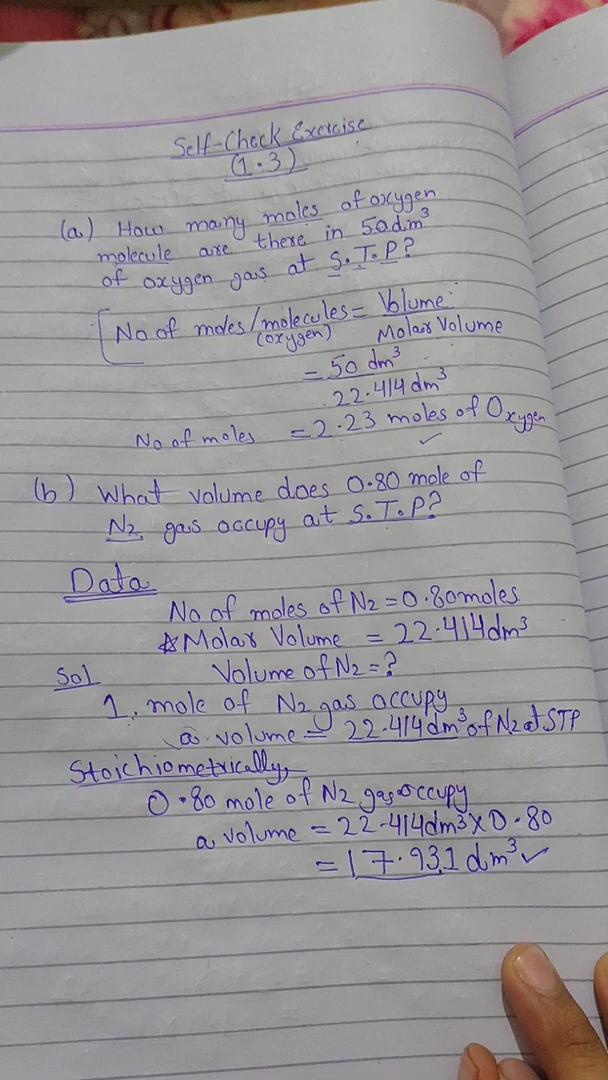 Self-Check Exercise
(1.3)
(a) How many moles of oxygen
molecule are there in 50dm³
of oxygen gas at S.T.P?
No of moles/molecules = Volume
(oxygen) Molar Volume
= 50 dm³
22.414dm³
No of moles = 2.23 moles of Oxygen
(b) What volume does 0.80 mole of
N₂ gas occupy at S.T.P?
Data
No of moles of N₂ = 0.80moles
Molar Volume = 22.414dm³
Sol Volume of N₂ = ?
1 mole of N₂ gas occupy
a volume = 22.414dm³ of N₂ at STP
Stoichiometrically,
0.80 mole of N₂ gas occupy
a volume = 22.414dm³ X 0.80
= 17.931 dm³ ✓